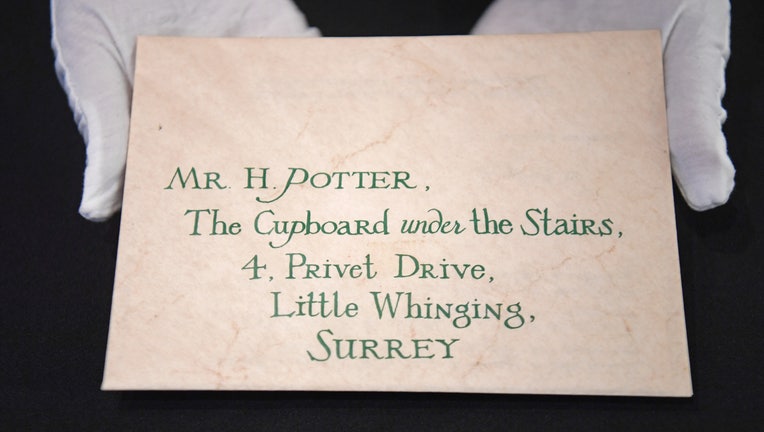 Mr. H. Potter,
The Cupboard under the Stairs,
4, Privet Drive,
Little Whinging,
Surrey